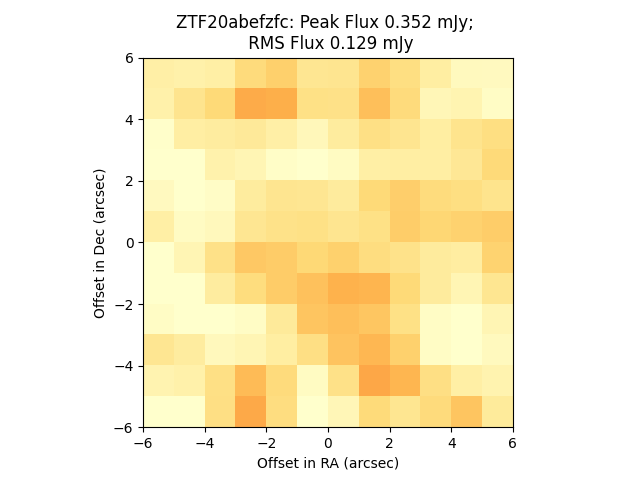 ZTF20abefzfc: Peak Flux 0.352 mJy;
RMS Flux 0.129 mJy
6
4
2
0
−2
−4
−6
Offset in Dec (arcsec)
−6 −4 −2 0 2 4 6
Offset in RA (arcsec)